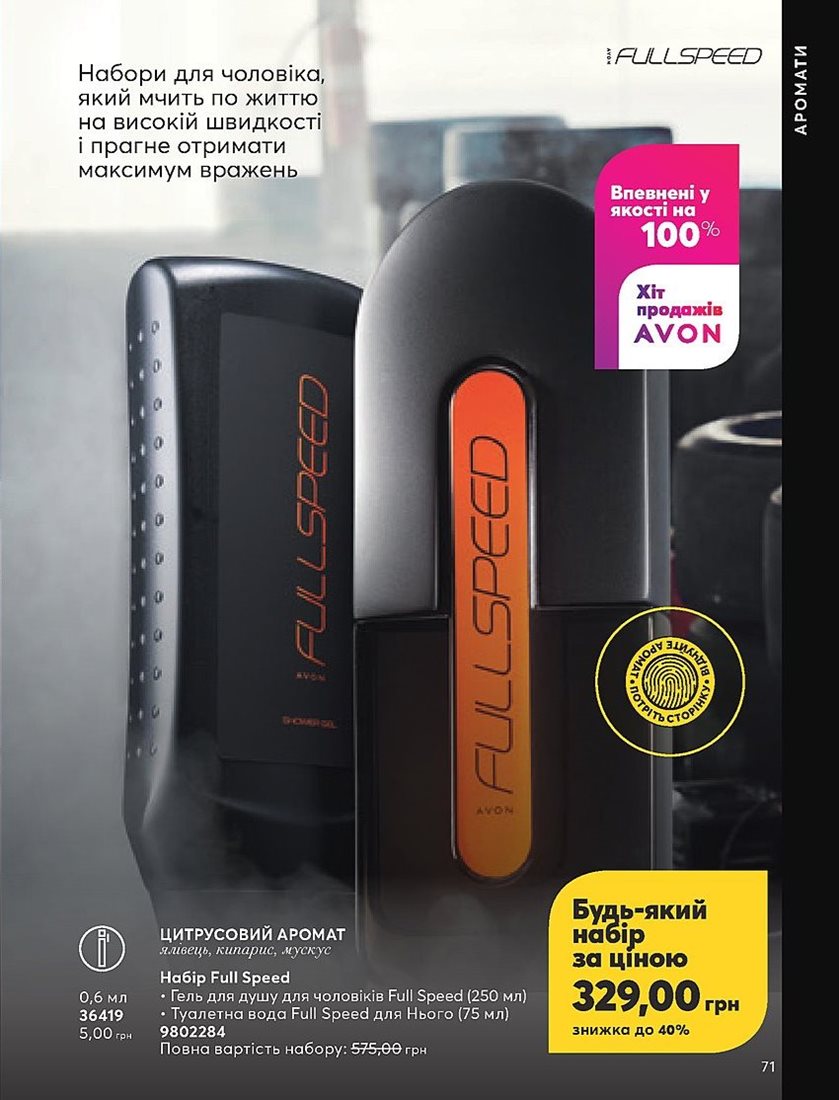 Набори для чоловіка,
який мчить по життю
на високій швидкості
і прагне отримати
максимум вражень
AVON FULLSPEED
АРОМАТИ
Впевнені у
якості на
100%
Хіт
продажів
AVON
FULLSPEED
AVON
SHOWER GEL
FULLSPEED
AVON
ВІДЧУЙТЕ АРОМАТ • ПОТРІТЬ СТОРІНКУ •
ЦИТРУСОВИЙ АРОМАТ
ялівець, кипарис, мускус
0,6 мл
36419
5,00 грн
Набір Full Speed
• Гель для душу для чоловіків Full Speed (250 мл)
• Туалетна вода Full Speed для Нього (75 мл)
9802284
Повна вартість набору: 575,00 грн
Будь-який
набір
за ціною
329,00 грн
знижка до 40%
71